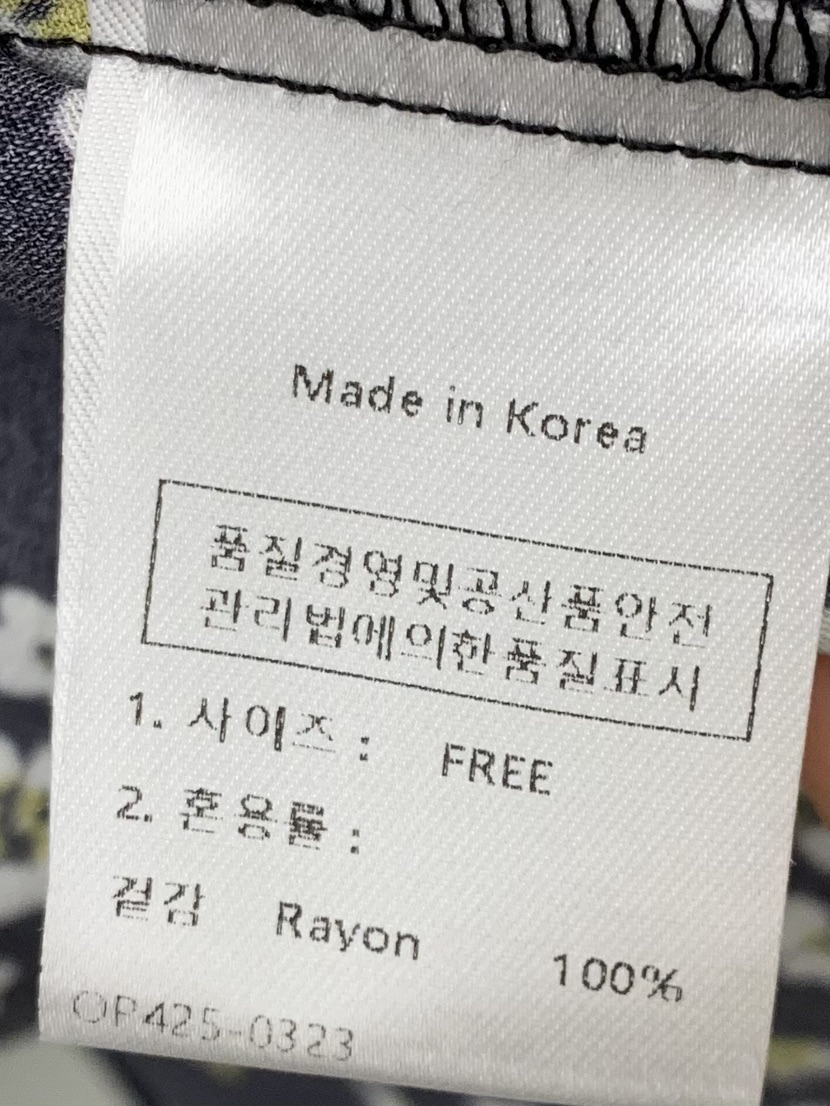 Made in Korea
품질경영및공산품안전
관리법에의한품질표시
1. 사이즈 : FREE
2. 혼용률 :
겉감 Rayon 100%
OP425-0323